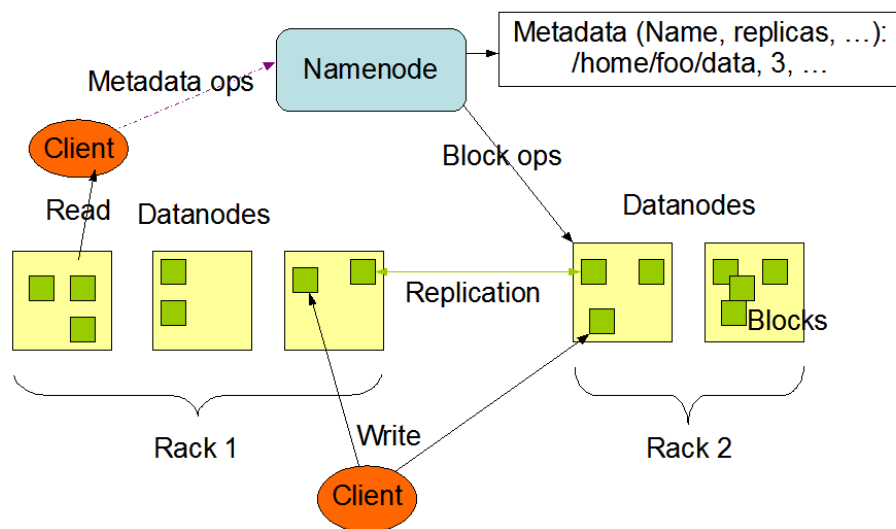 Metadata (Name, replicas, …):
/home/foo/data, 3, …
Namenode
Metadata ops
Client
Block ops
Read
Datanodes
Datanodes
Replication
Blocks
Rack 1
Write
Rack 2
Client